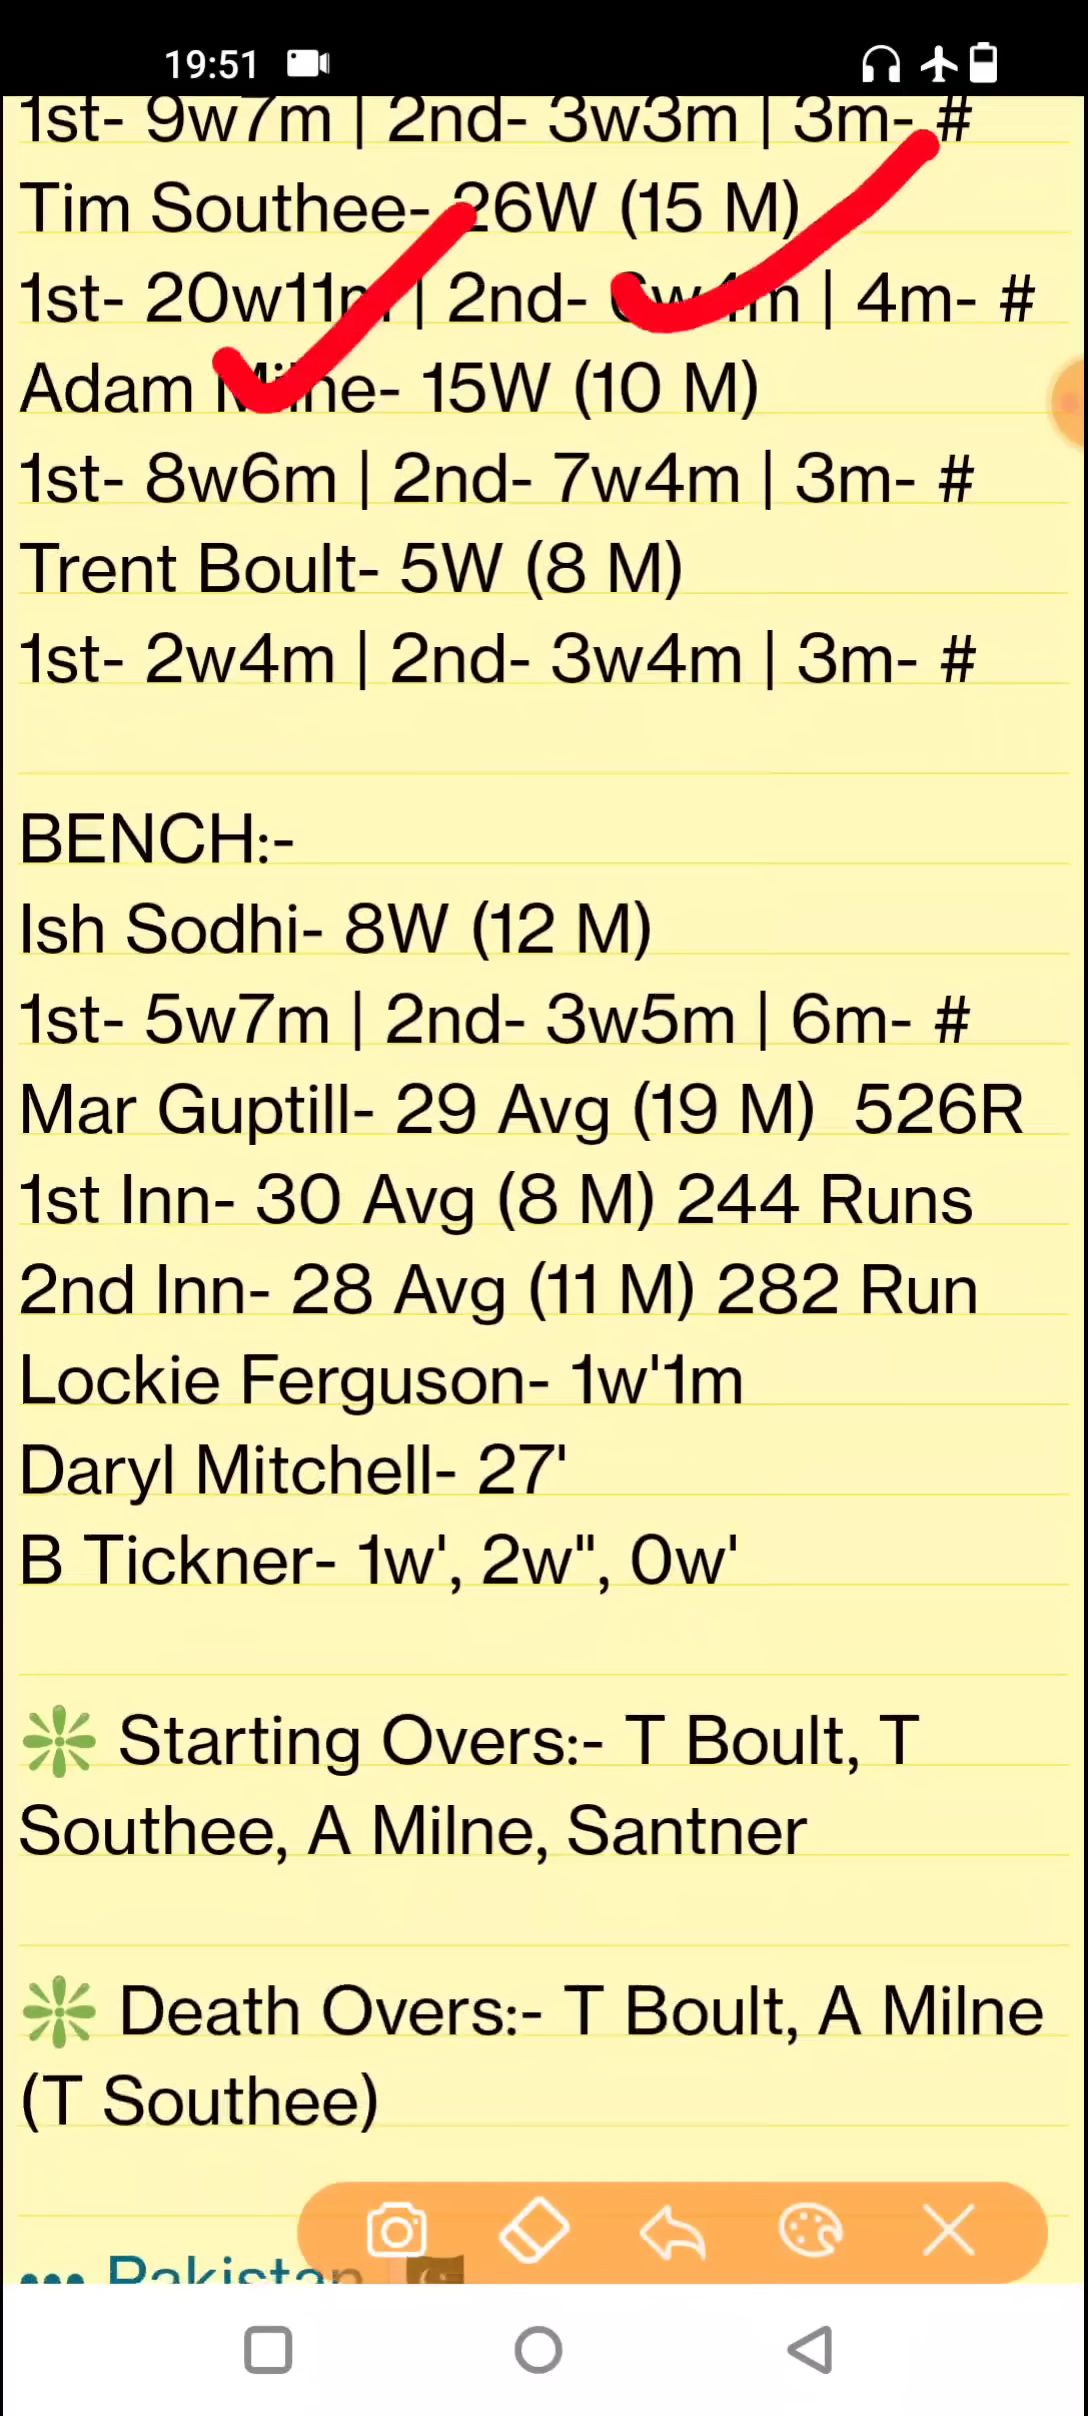 19:51
1st- 9w7m | 2nd- 3w3m | 3m- #
Tim Southee- 26W (15 M)
1st- 20w11m | 2nd- 6w4m | 4m- #
Adam Milne- 15W (10 M)
1st- 8w6m | 2nd- 7w4m | 3m- #
Trent Boult- 5W (8 M)
1st- 2w4m | 2nd- 3w4m | 3m- #
BENCH:-
Ish Sodhi- 8W (12 M)
1st- 5w7m | 2nd- 3w5m | 6m- #
Mar Guptill- 29 Avg (19 M) 526R
1st Inn- 30 Avg (8 M) 244 Runs
2nd Inn- 28 Avg (11 M) 282 Run
Lockie Ferguson- 1w'1m
Daryl Mitchell- 27'
B Tickner- 1w', 2w", 0w'
Starting Overs:- T Boult, T
Southee, A Milne, Santner
Death Overs:- T Boult, A Milne
(T Southee)
••• Pakistan